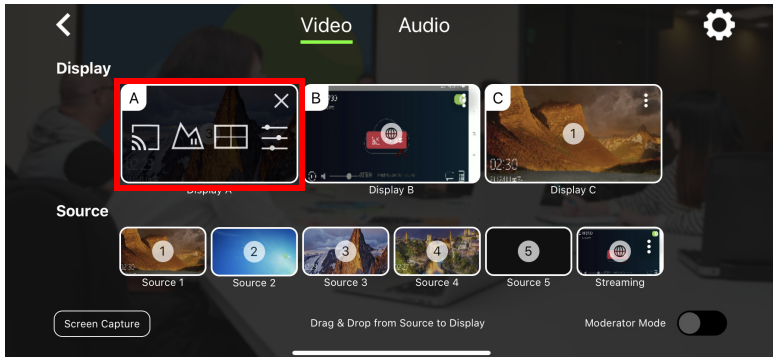 Video Audio
Display
A
B
C
1
02:30
Display A
Display B
Display C
Source
1
2
3
4
5
Source 1
Source 2
Source 3
Source 4
Source 5
Streaming
Screen Capture
Drag & Drop from Source to Display
Moderator Mode